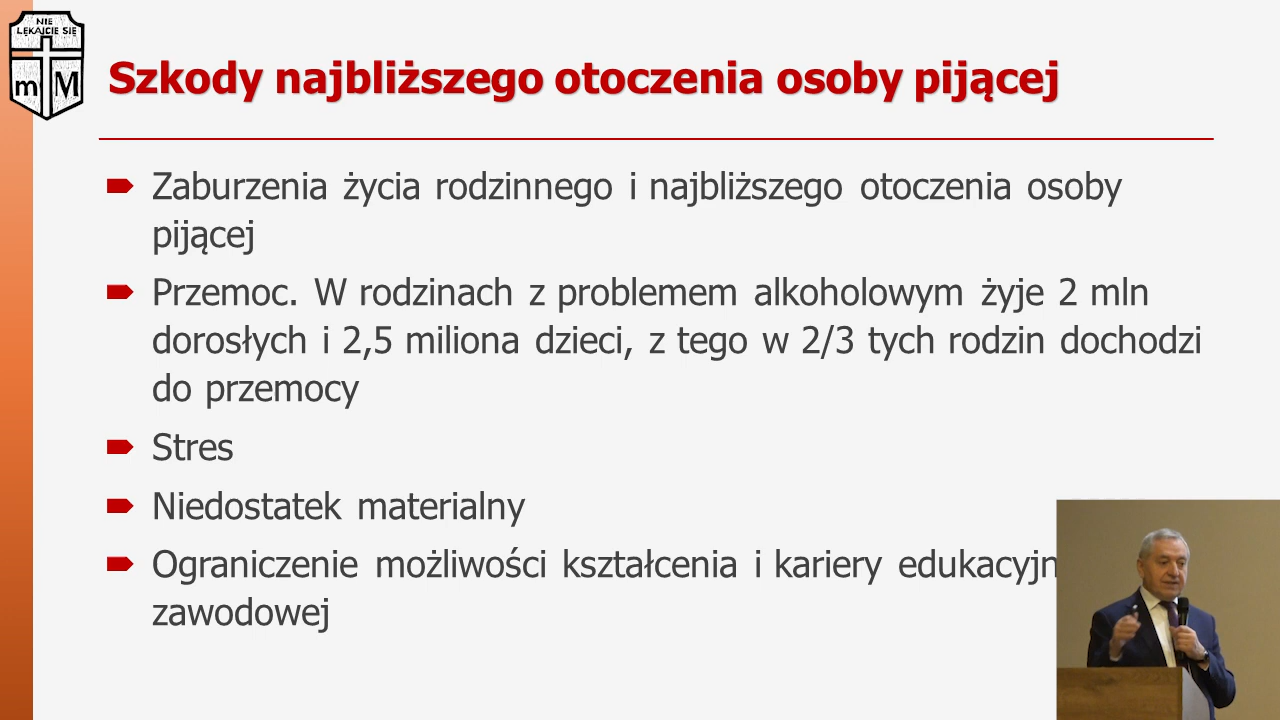 NIE
LĘKAJCIE SIĘ
m M
Szkody najbliższego otoczenia osoby pijącej
Zaburzenia życia rodzinnego i najbliższego otoczenia osoby
pijącej
Przemoc. W rodzinach z problemem alkoholowym żyje 2 mln
dorosłych i 2,5 miliona dzieci, z tego w 2/3 tych rodzin dochodzi
do przemocy
Stres
Niedostatek materialny
Ograniczenie możliwości kształcenia i kariery
zawodowej